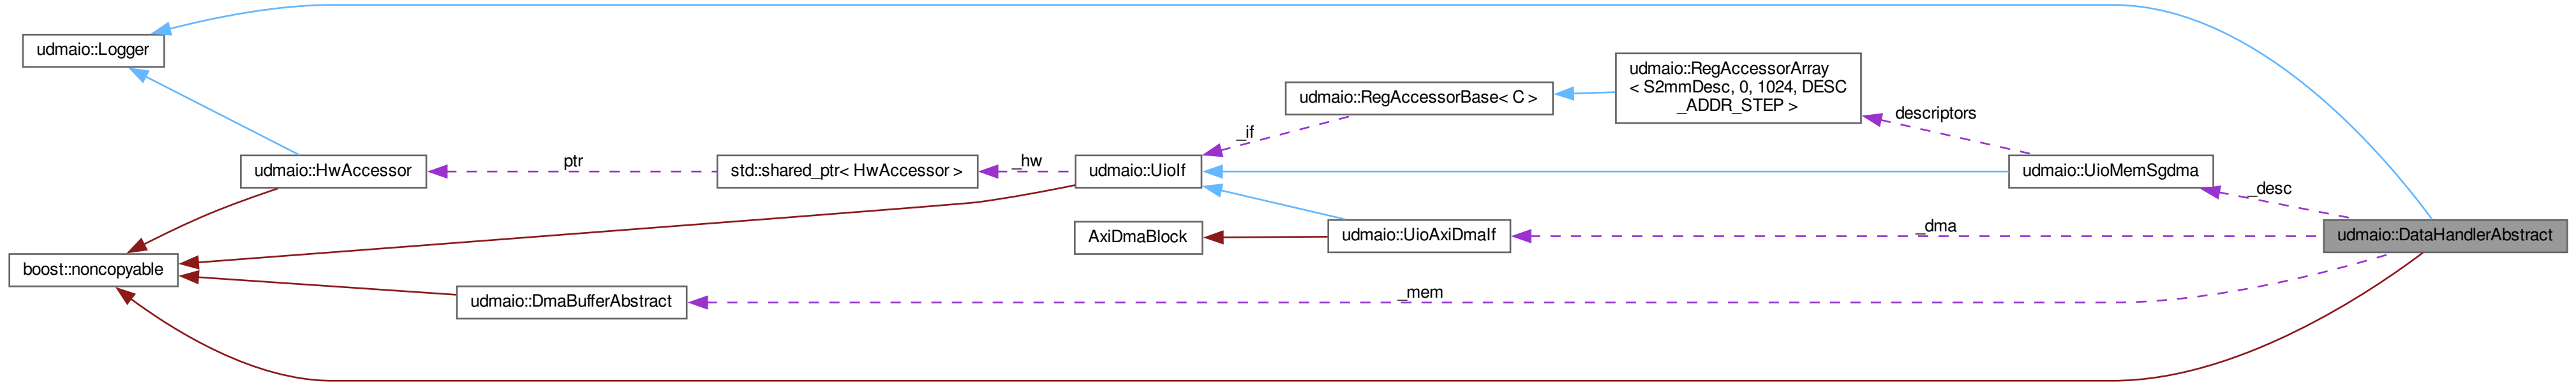 udmaio::Logger
udmaio::RegAccessorArray
< S2mmDesc, 0, 1024, DESC
_ADDR_STEP >
udmaio::RegAccessorBase< C >
descriptors
_if
ptr
_hw
udmaio::HwAccessor
std::shared_ptr< HwAccessor >
udmaio::UioIf
udmaio::UioMemSgdma
_desc
_dma
AxiDmaBlock
udmaio::UioAxiDmaIf
udmaio::DataHandlerAbstract
boost::noncopyable
_mem
udmaio::DmaBufferAbstract